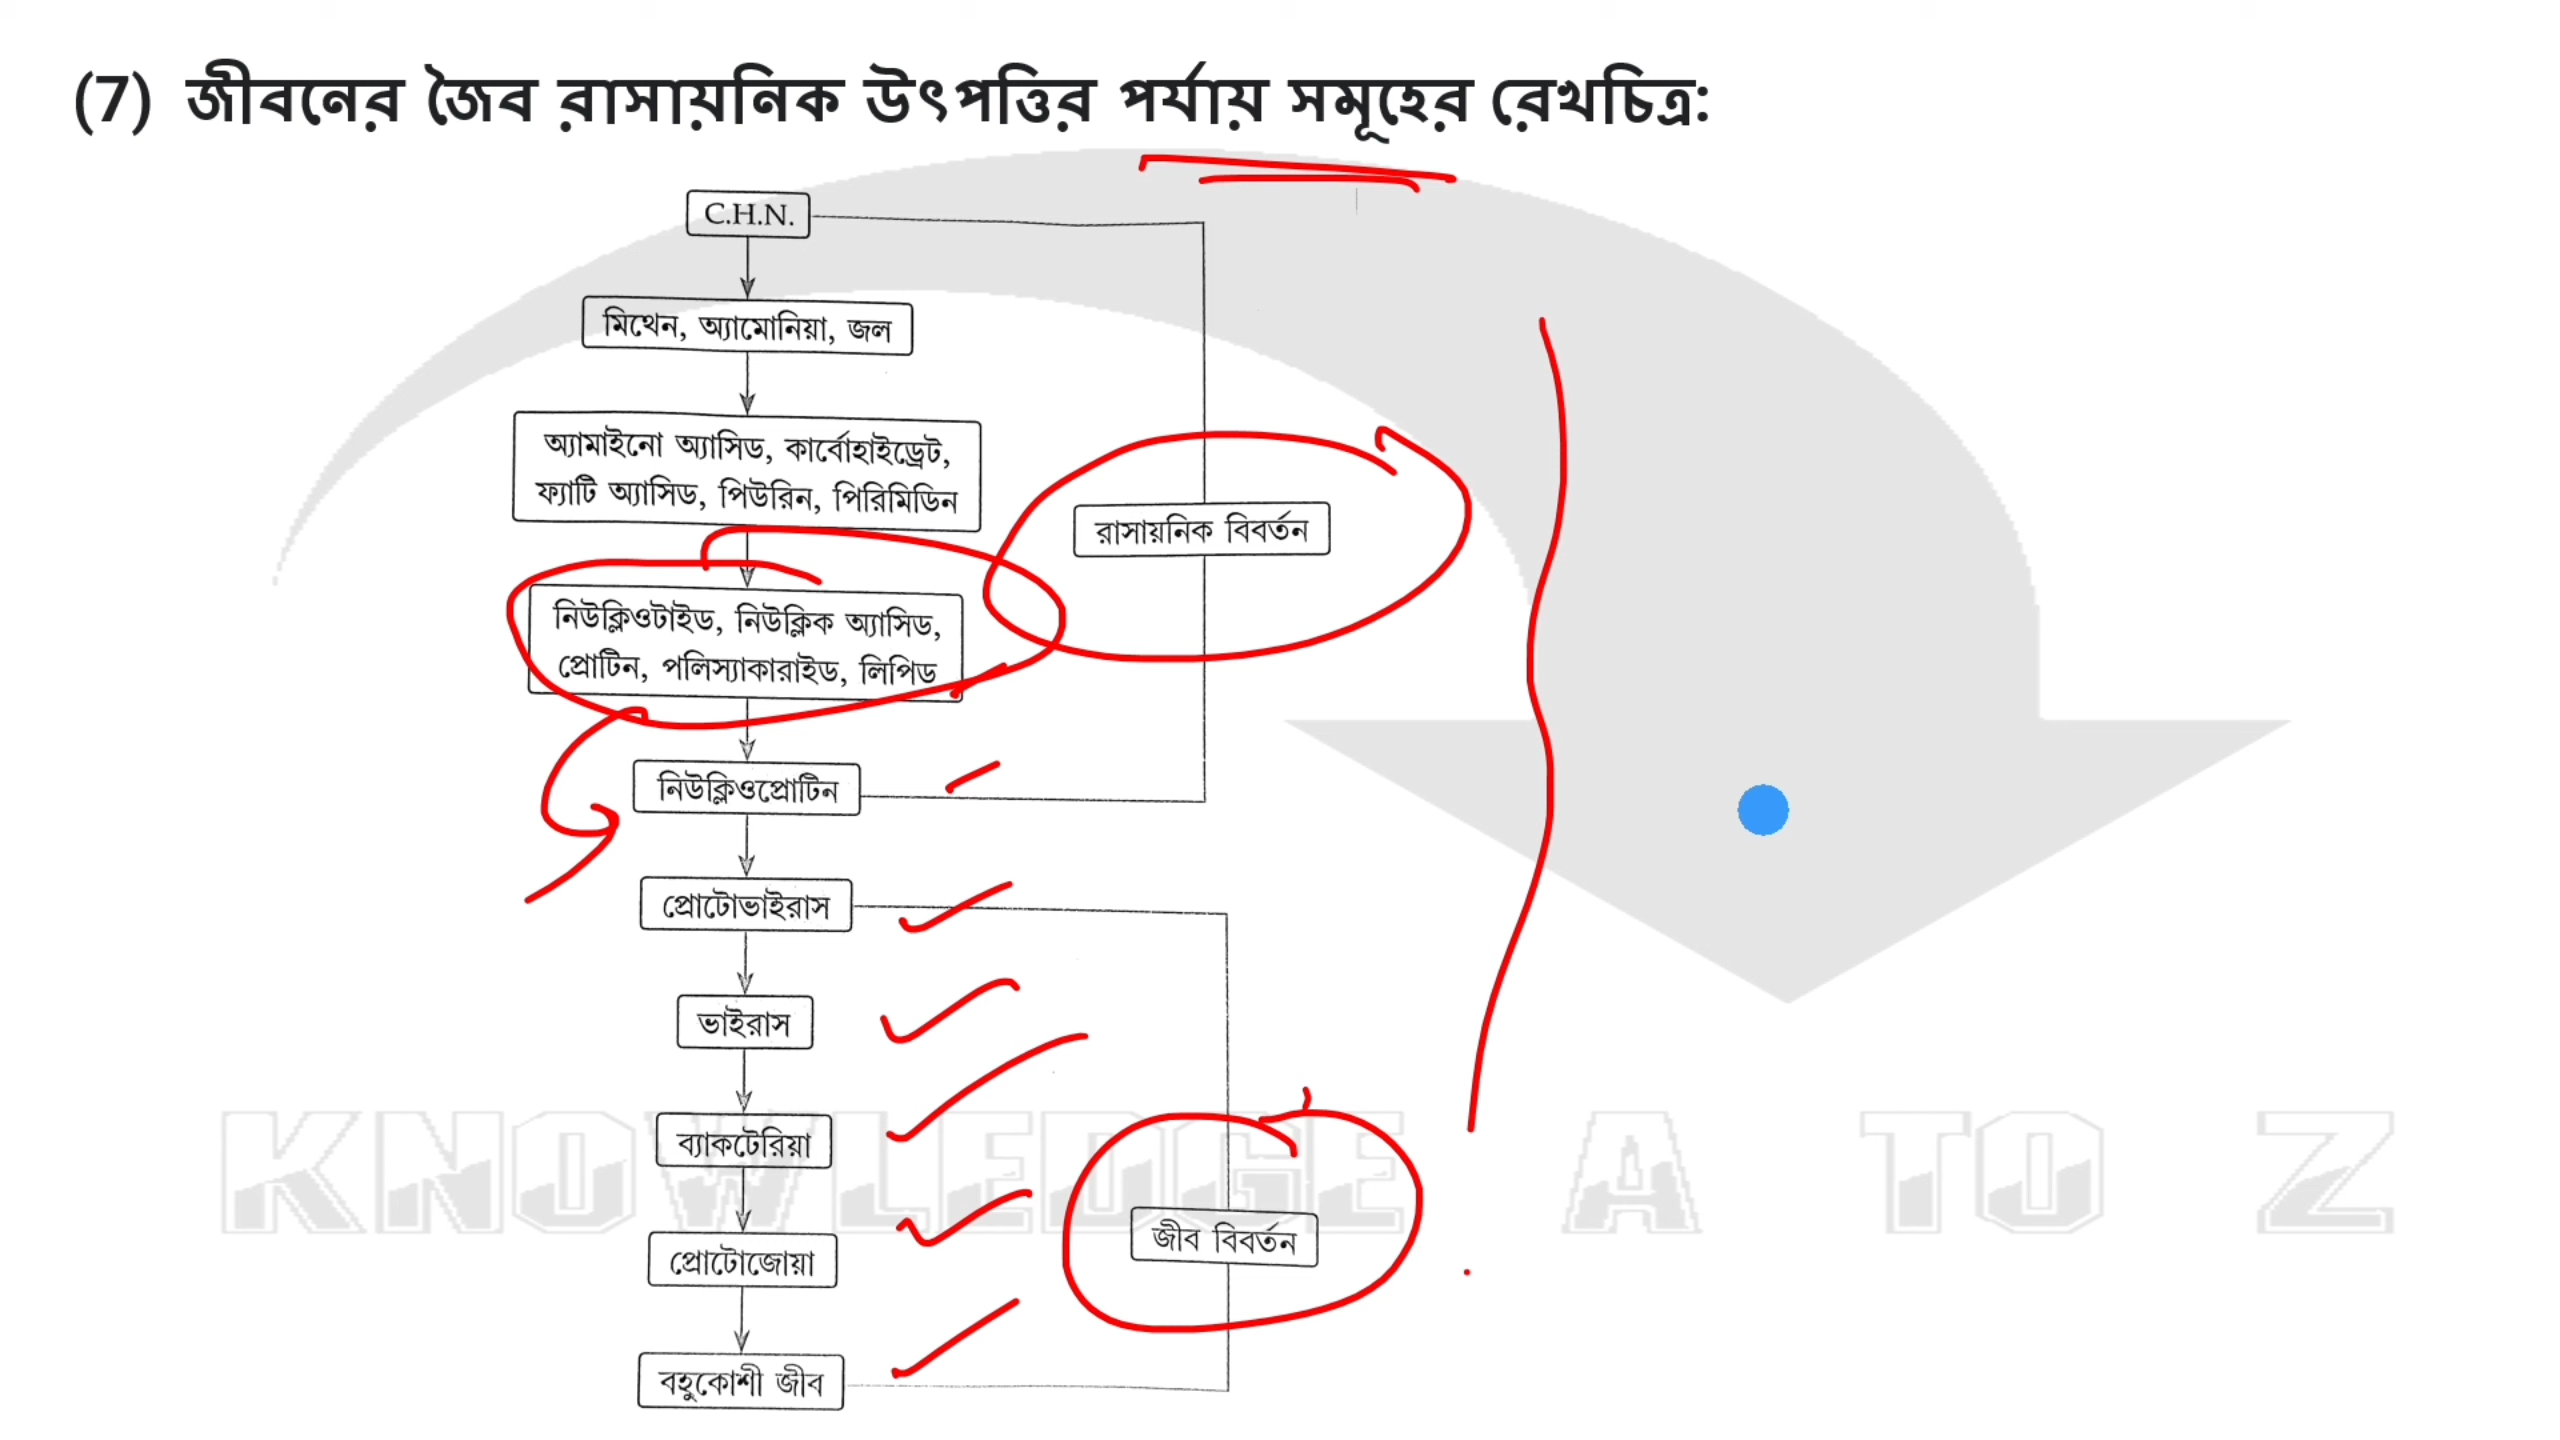 (7) জীবনের জৈব রাসায়নিক উৎপত্তির পর্যায় সমূহের রেখচিত্র:
C.H.N.
মিথেন, অ্যামোনিয়া, জল
অ্যামাইনো অ্যাসিড, কার্বোহাইড্রেট,
ফ্যাটি অ্যাসিড, পিউরিন, পিরিমিডিন
রাসায়নিক বিবর্তন
নিউক্লিওটাইড, নিউক্লিক অ্যাসিড,
প্রোটিন, পলিস্যাকারাইড, লিপিড
নিউক্লিওপ্রোটিন
প্রোটোভাইরাস
ভাইরাস
ব্যাকটেরিয়া
KNOWLEDGE A TO Z
জীব বিবর্তন
প্রোটোজোয়া
বহুকোশী জীব